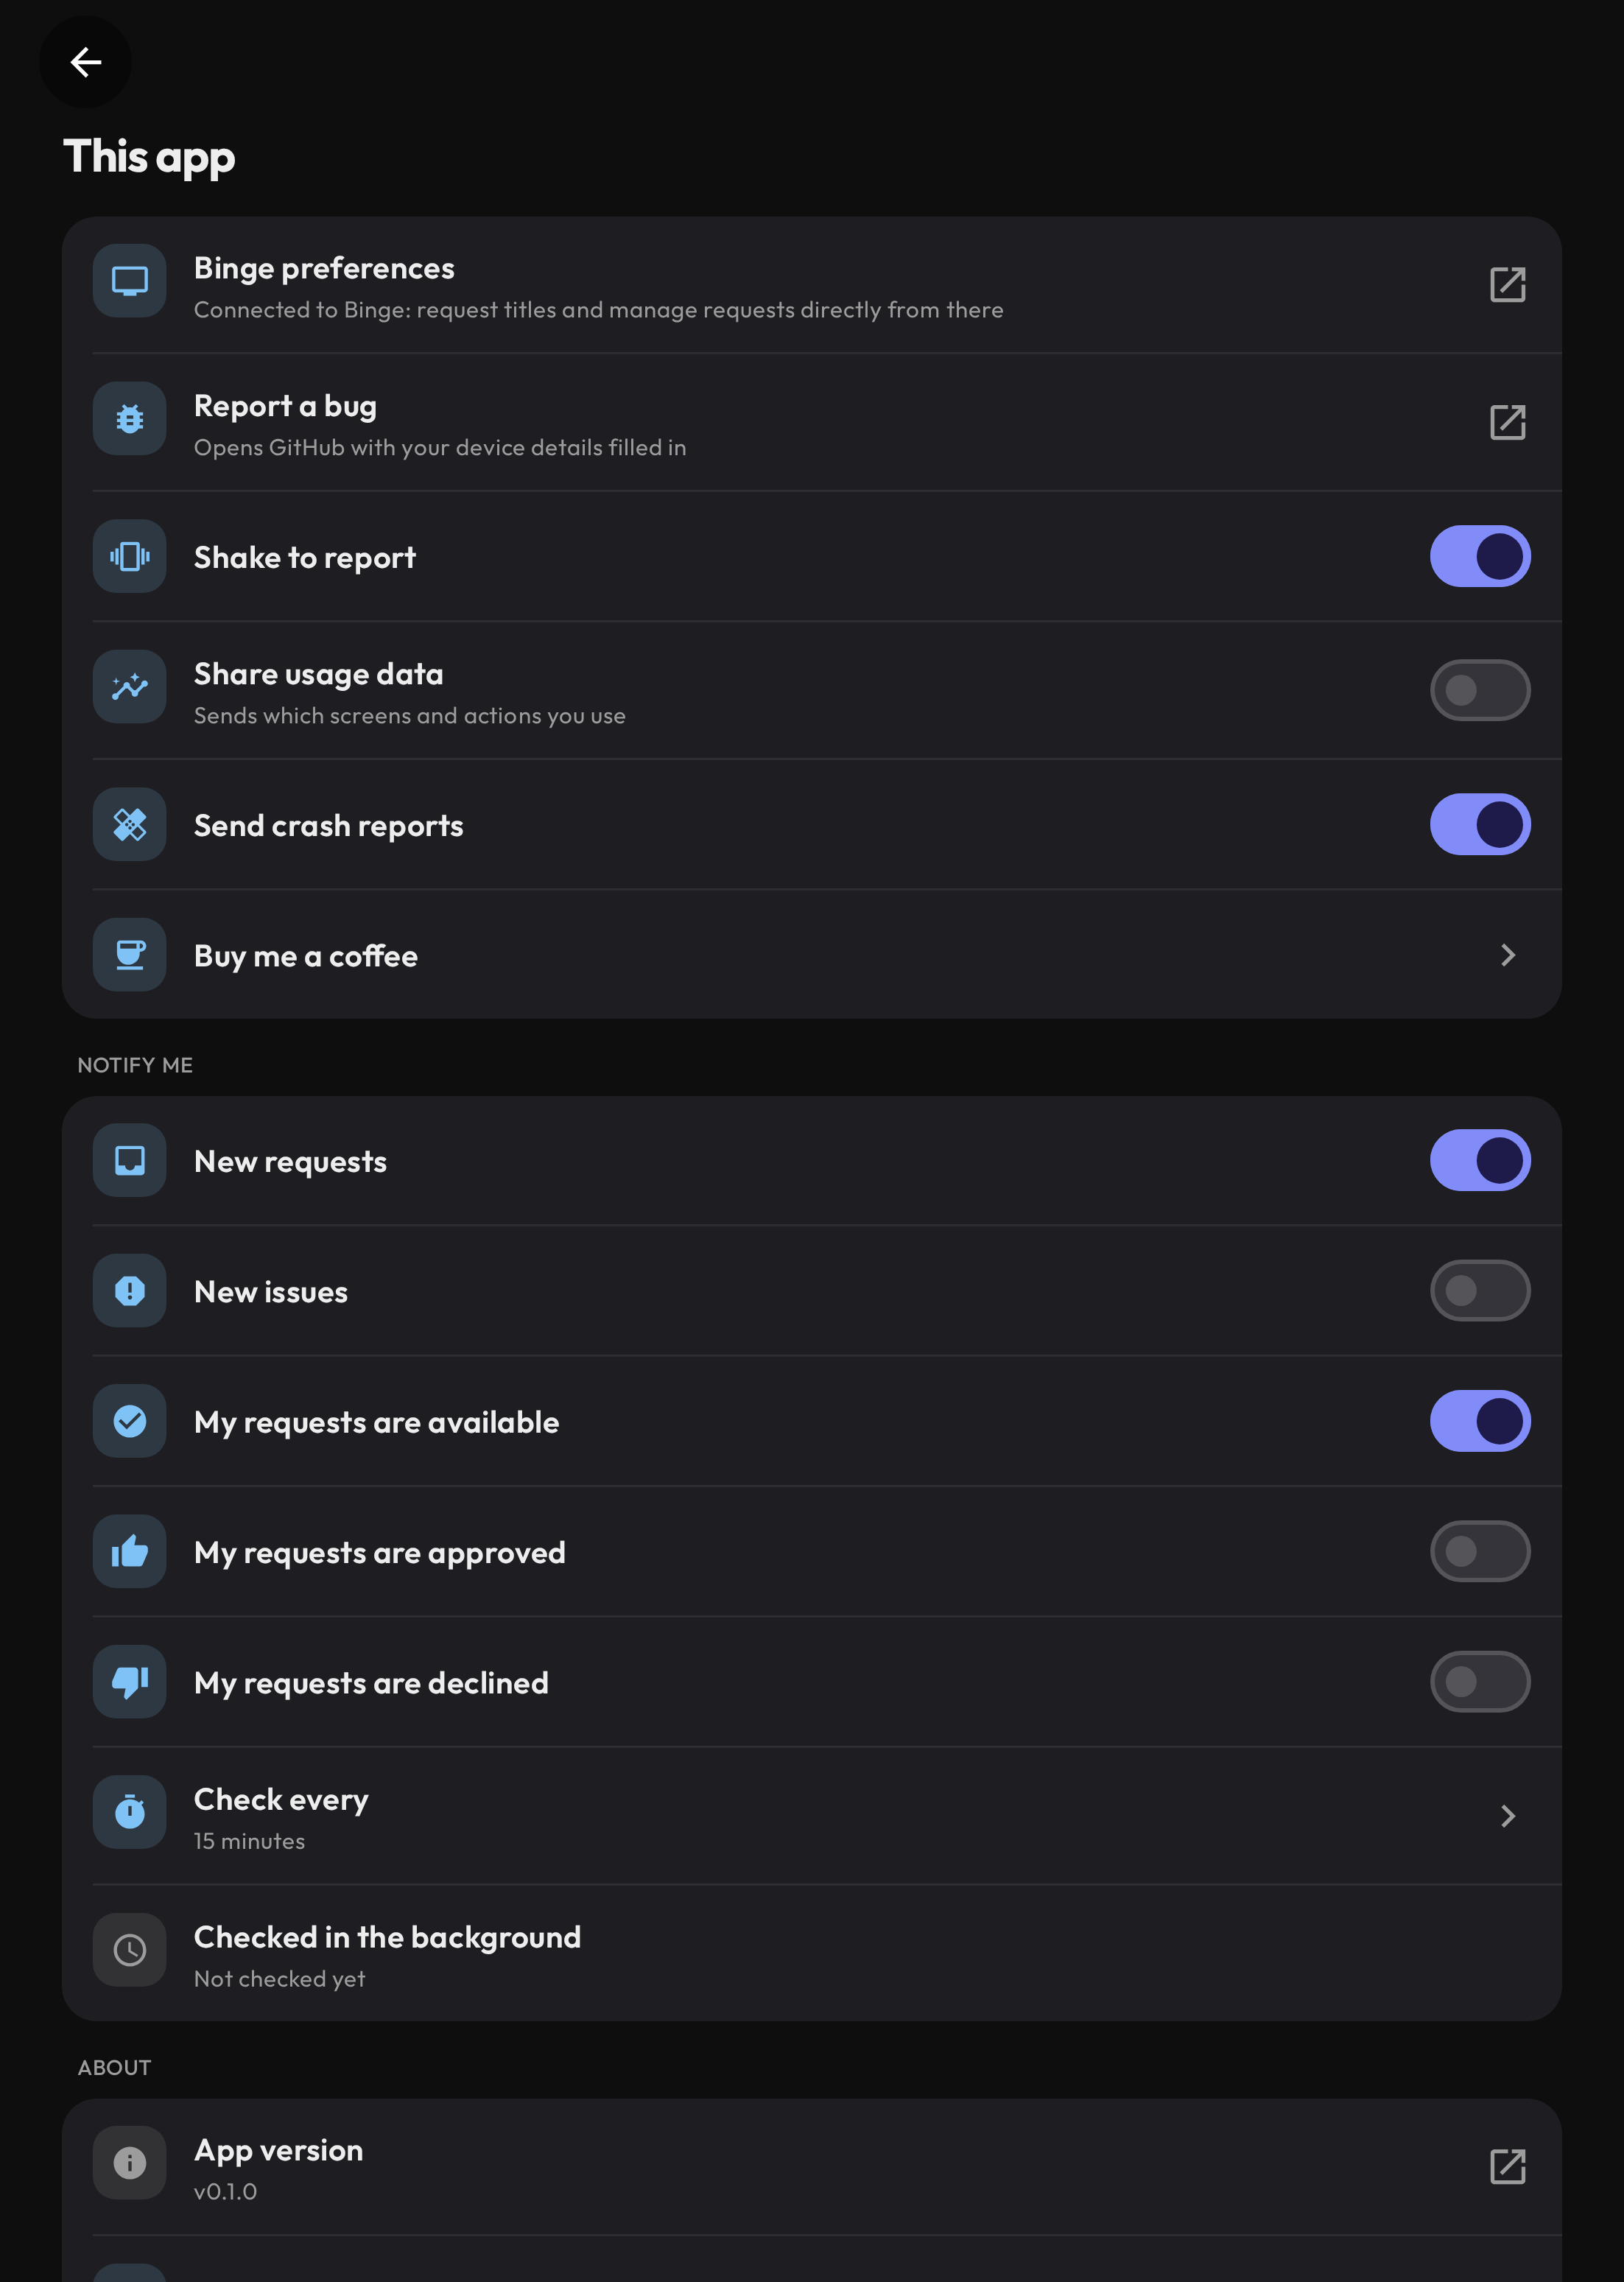 This app
Binge preferences
Connected to Binge: request titles and manage requests directly from there
Report a bug
Opens GitHub with your device details filled in
Shake to report
Share usage data
Sends which screens and actions you use
Send crash reports
Buy me a coffee
NOTIFY ME
New requests
New issues
My requests are available
My requests are approved
My requests are declined
Check every
15 minutes
Checked in the background
Not checked yet
ABOUT
App version
v0.1.0